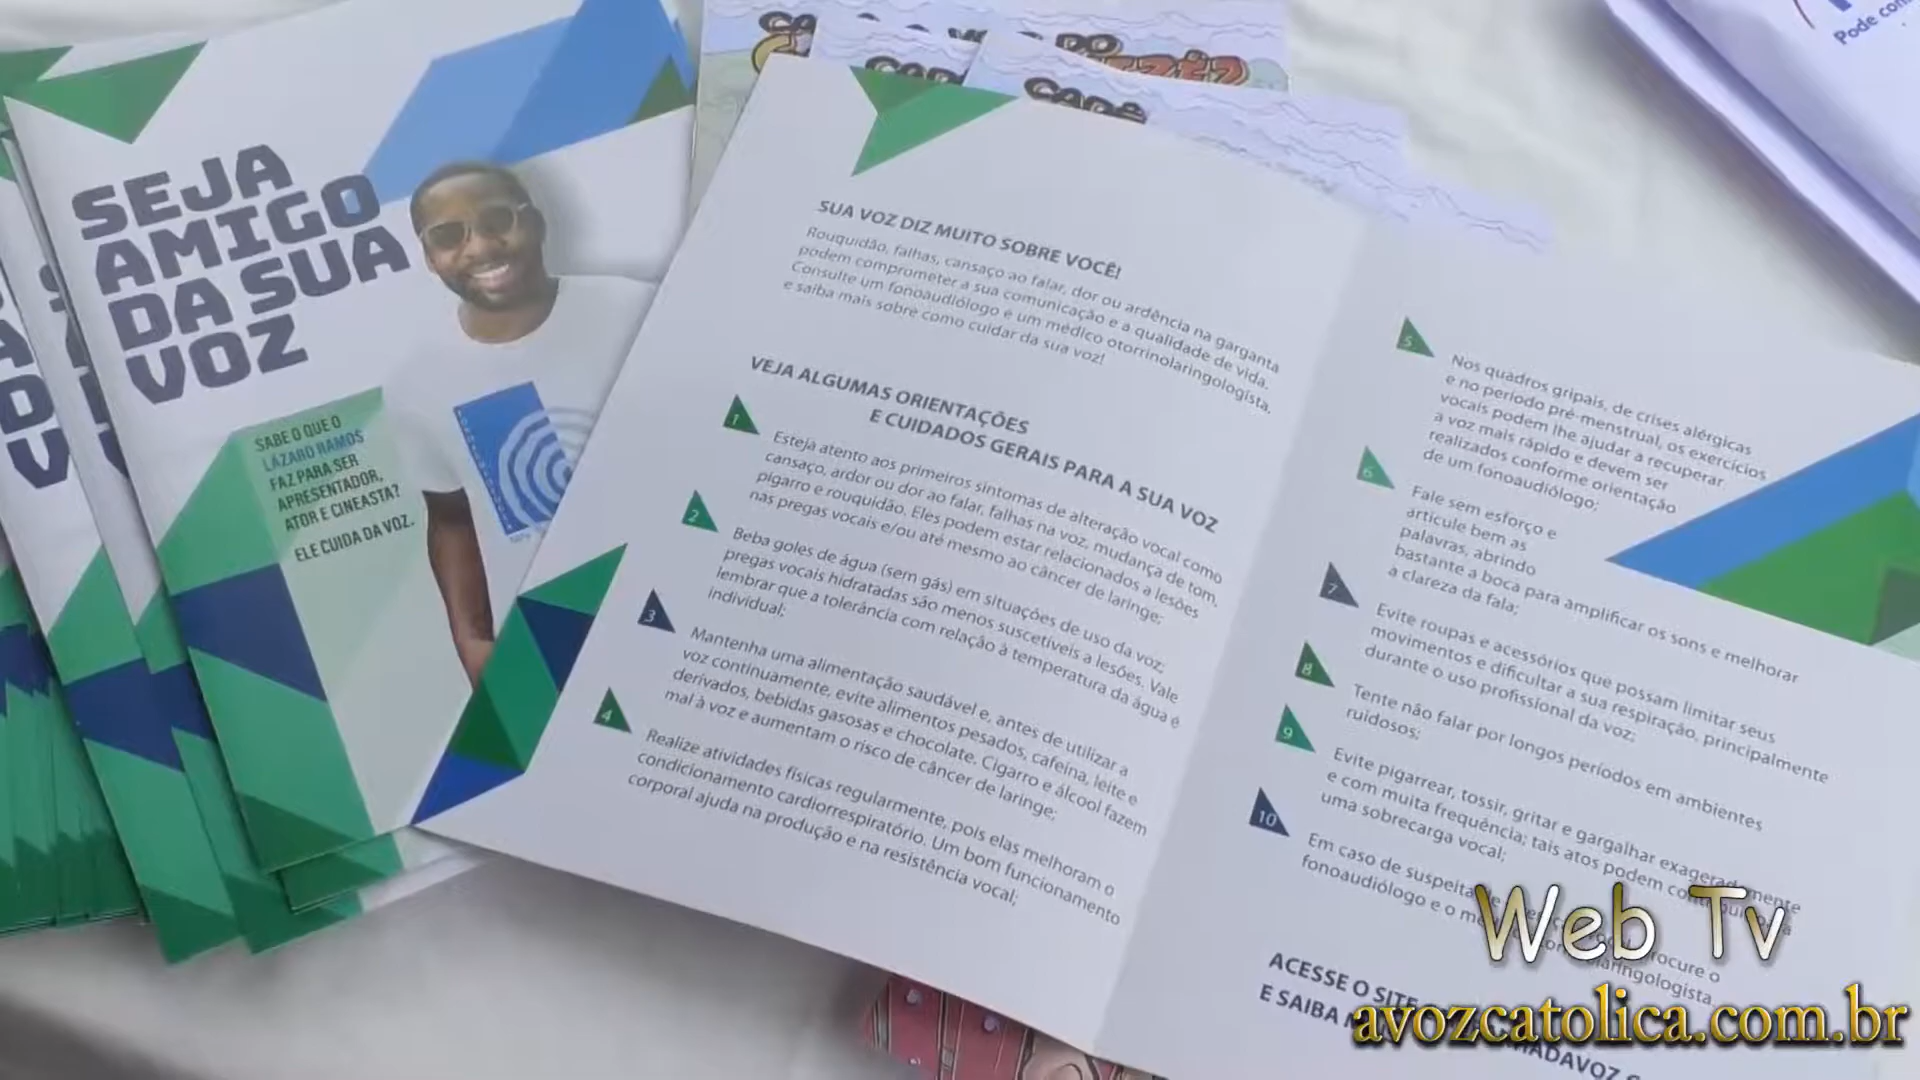 SEJA
AMIGO
DA SUA
VOZ
SABE O QUE O
LÁZARO RAMOS
FAZ PARA SER
APRESENTADOR,
ATOR E CINEASTA?
ELE CUIDA DA VOZ.
SUA VOZ DIZ MUITO SOBRE VOCÊ!
Rouquidão, falhas, cansaço ao falar, dor ou ardência na garganta
podem comprometer a sua comunicação e a qualidade de vida.
Consulte um fonoaudiólogo e um médico otorrinolaringologista,
e saiba mais sobre como cuidar da sua voz!
VEJA ALGUMAS ORIENTAÇÕES
E CUIDADOS GERAIS PARA A SUA VOZ
1
Esteja atento aos primeiros sintomas de alteração vocal como
cansaço, ardor ou dor ao falar, falhas na voz, mudança de tom,
pigarro e rouquidão. Eles podem estar relacionados a lesões
nas pregas vocais e/ou até mesmo ao câncer de laringe;
2
Beba goles de água (sem gás) em situações de uso da voz;
pregas vocais hidratadas são menos suscetíveis a lesões. Vale
lembrar que a tolerância com relação à temperatura da água é
individual;
3
Mantenha uma alimentação saudável e, antes de utilizar a
voz continuamente, evite alimentos pesados, cafeína, leite e
derivados, bebidas gasosas e chocolate. Cigarro e álcool fazem
mal à voz e aumentam o risco de câncer de laringe;
4
Realize atividades físicas regularmente, pois elas melhoram o
condicionamento cardiorrespiratório. Um bom funcionamento
corporal ajuda na produção e na resistência vocal;
5
Nos quadros gripais, de crises alérgicas
e no período pré-menstrual, os exercícios
vocais podem lhe ajudar a recuperar
a voz mais rápido e devem ser
realizados conforme orientação
de um fonoaudiólogo;
6
Fale sem esforço e
articule bem as
palavras, abrindo
bastante a boca para amplificar os sons e melhorar
a clareza da fala;
7
Evite roupas e acessórios que possam limitar seus
movimentos e dificultar a sua respiração, principalmente
durante o uso profissional da voz;
8
Tente não falar por longos períodos em ambientes
ruidosos;
9
Evite pigarrear, tossir, gritar e gargalhar exageradamente
e com muita frequência; tais atos podem contribuir para
uma sobrecarga vocal;
10
Em caso de suspeita de procure o
fonoaudiólogo e o otorrinolaringologista.
ACESSE O SITE
E SAIBA
Pode
Web Tv
avozcatolica.com.br